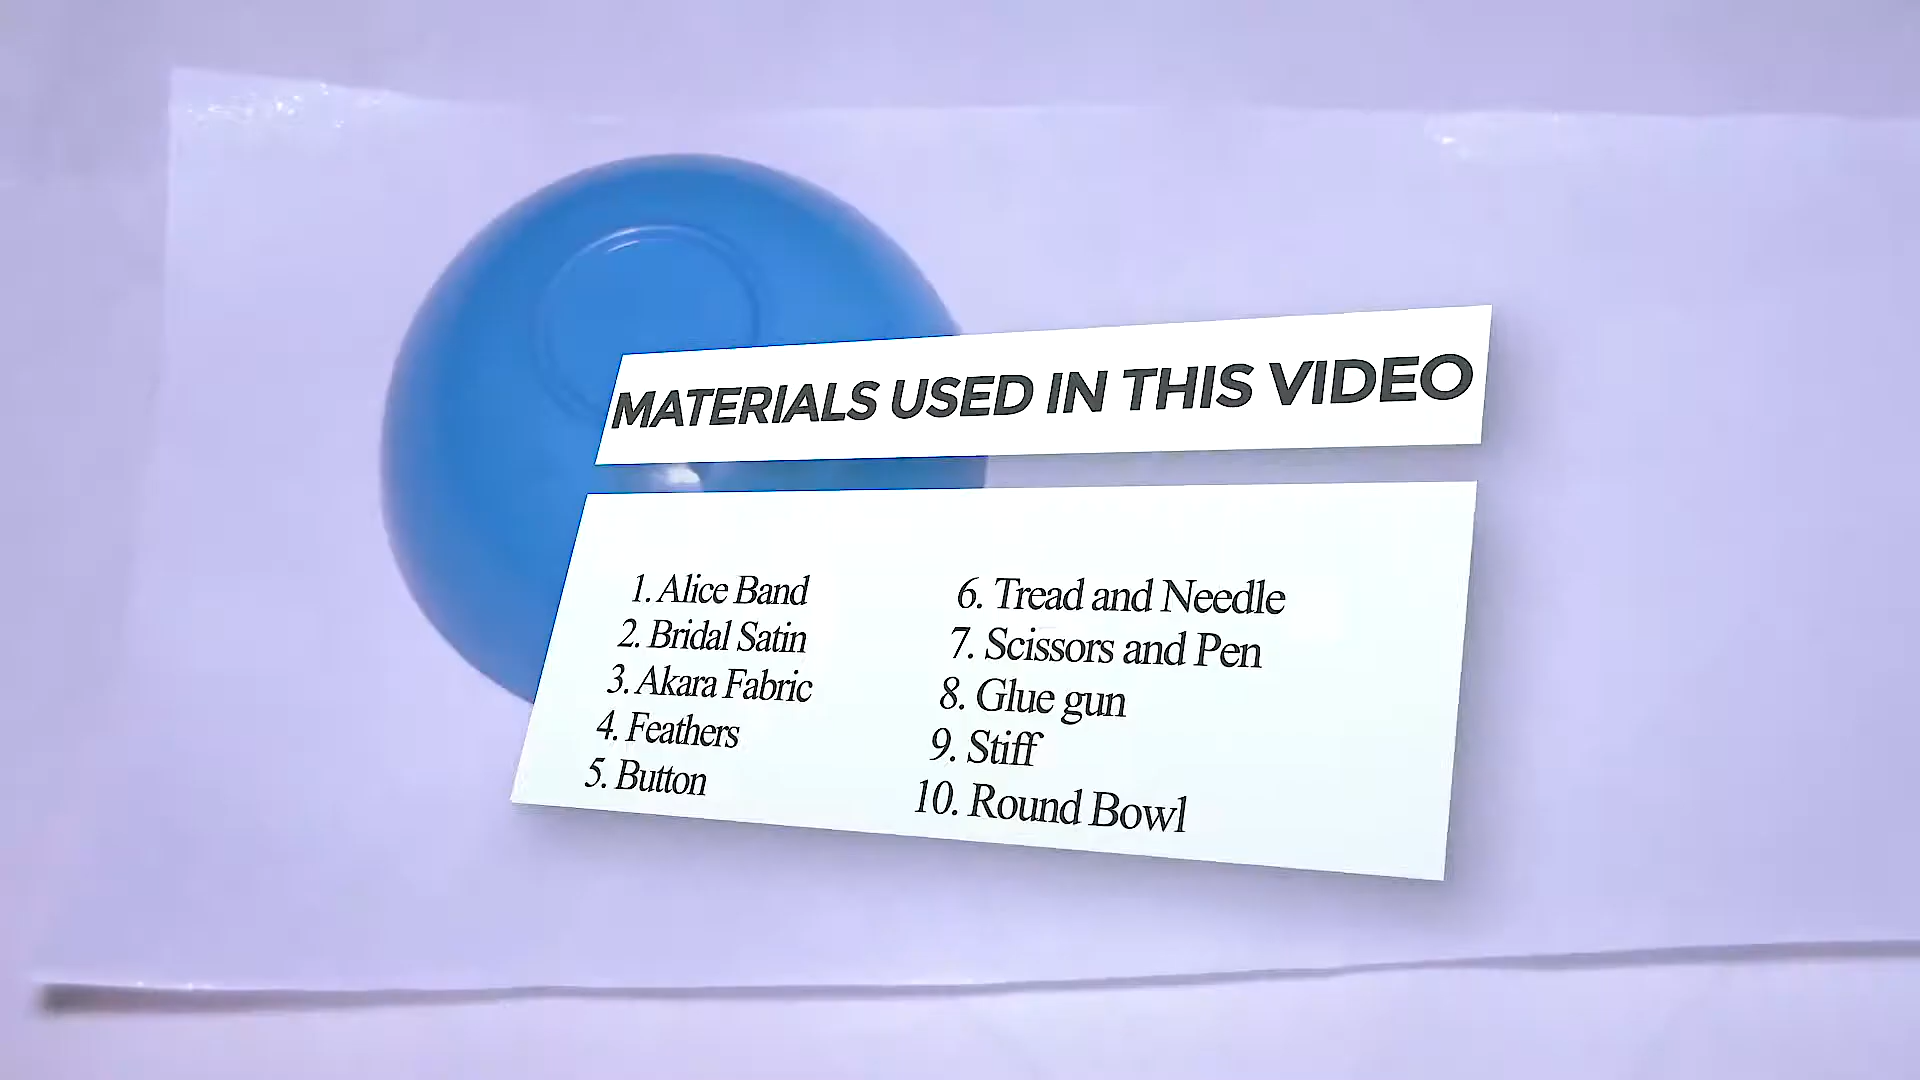 MATERIALS USED IN THIS VIDEO
1. Alice Band
2. Bridal Satin
3. Akara Fabric
4. Feathers
5. Button
6. Tread and Needle
7. Scissors and Pen
8. Glue gun
9. Stiff
10. Round Bowl